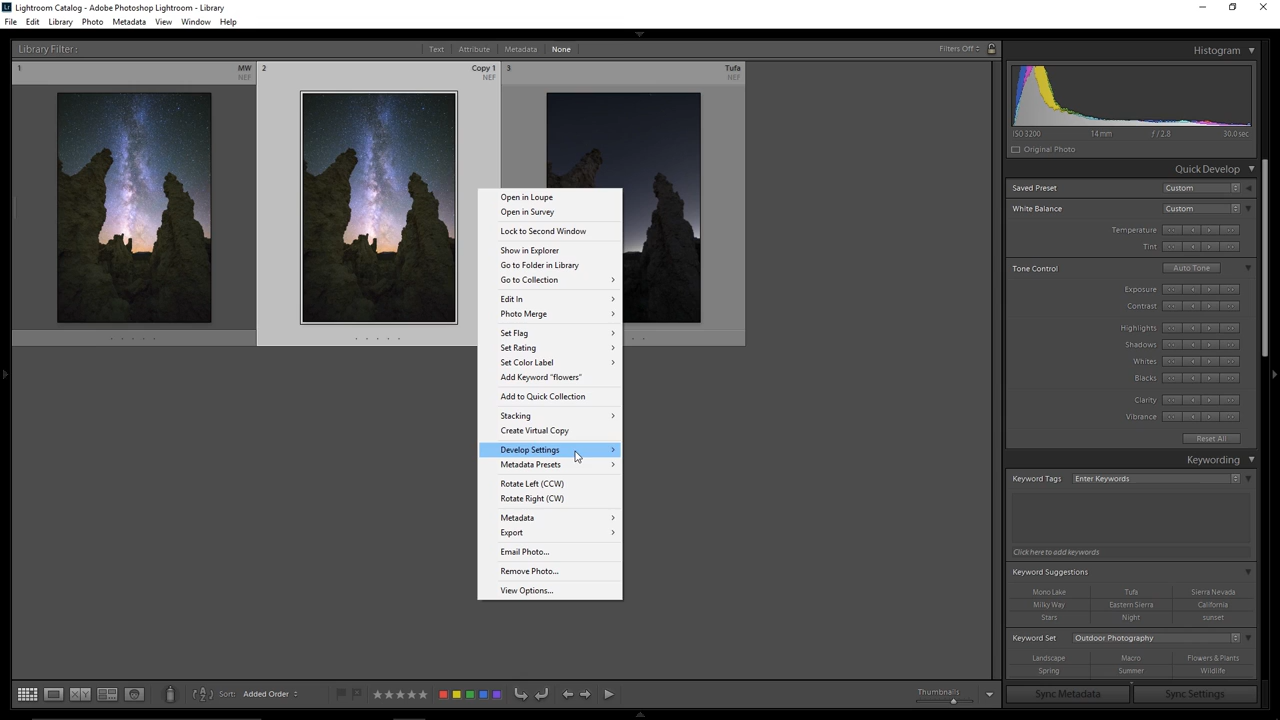 Lr Lightroom Catalog - Adobe Photoshop Lightroom - Library
File Edit Library Photo Metadata View Window Help
Library Filter: Text Attribute Metadata None Filters Off
1 MW
NEF
2 Copy 1
NEF
3 Tufa
NEF
Open in Loupe
Open in Survey
Lock to Second Window
Show in Explorer
Go to Folder in Library
Go to Collection
Edit In
Photo Merge
Set Flag
Set Rating
Set Color Label
Add Keyword "flowers"
Add to Quick Collection
Stacking
Create Virtual Copy
Develop Settings
Metadata Presets
Rotate Left (CCW)
Rotate Right (CW)
Metadata
Export
Email Photo...
Remove Photo...
View Options...
Histogram
ISO 3200 14 mm f / 2.8 30.0 sec
Original Photo
Quick Develop
Saved Preset Custom
White Balance Custom
Temperature
Tint
Tone Control Auto Tone
Exposure
Contrast
Highlights
Shadows
Whites
Blacks
Clarity
Vibrance
Reset All
Keywording
Keyword Tags Enter Keywords
Click here to add keywords
Keyword Suggestions
Mono Lake Tufa Sierra Nevada
Milky Way Eastern Sierra California
Stars Night sunset
Keyword Set Outdoor Photography
Landscape Macro Flowers & Plants
Spring Summer Wildlife
Sort: Added Order Thumbnails Sync Metadata Sync Settings